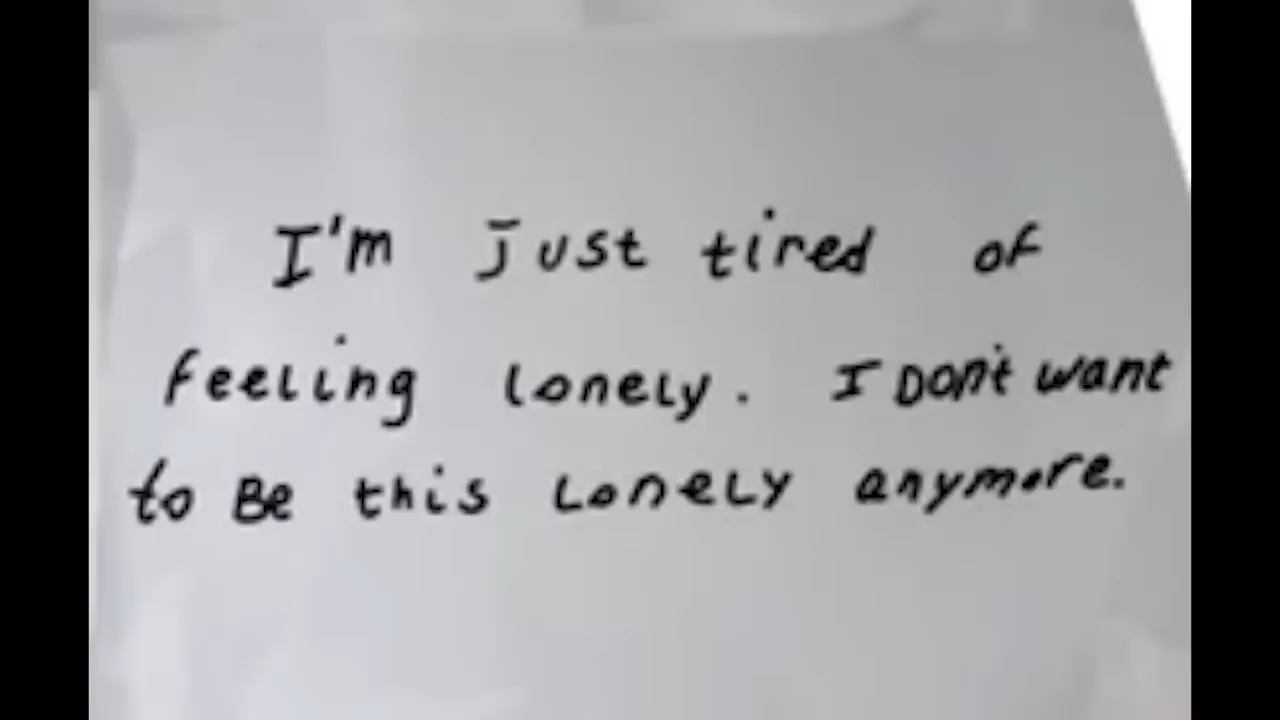 I'm just tired of
feeling lonely. I Don't want
to Be this LoneLy anymore.